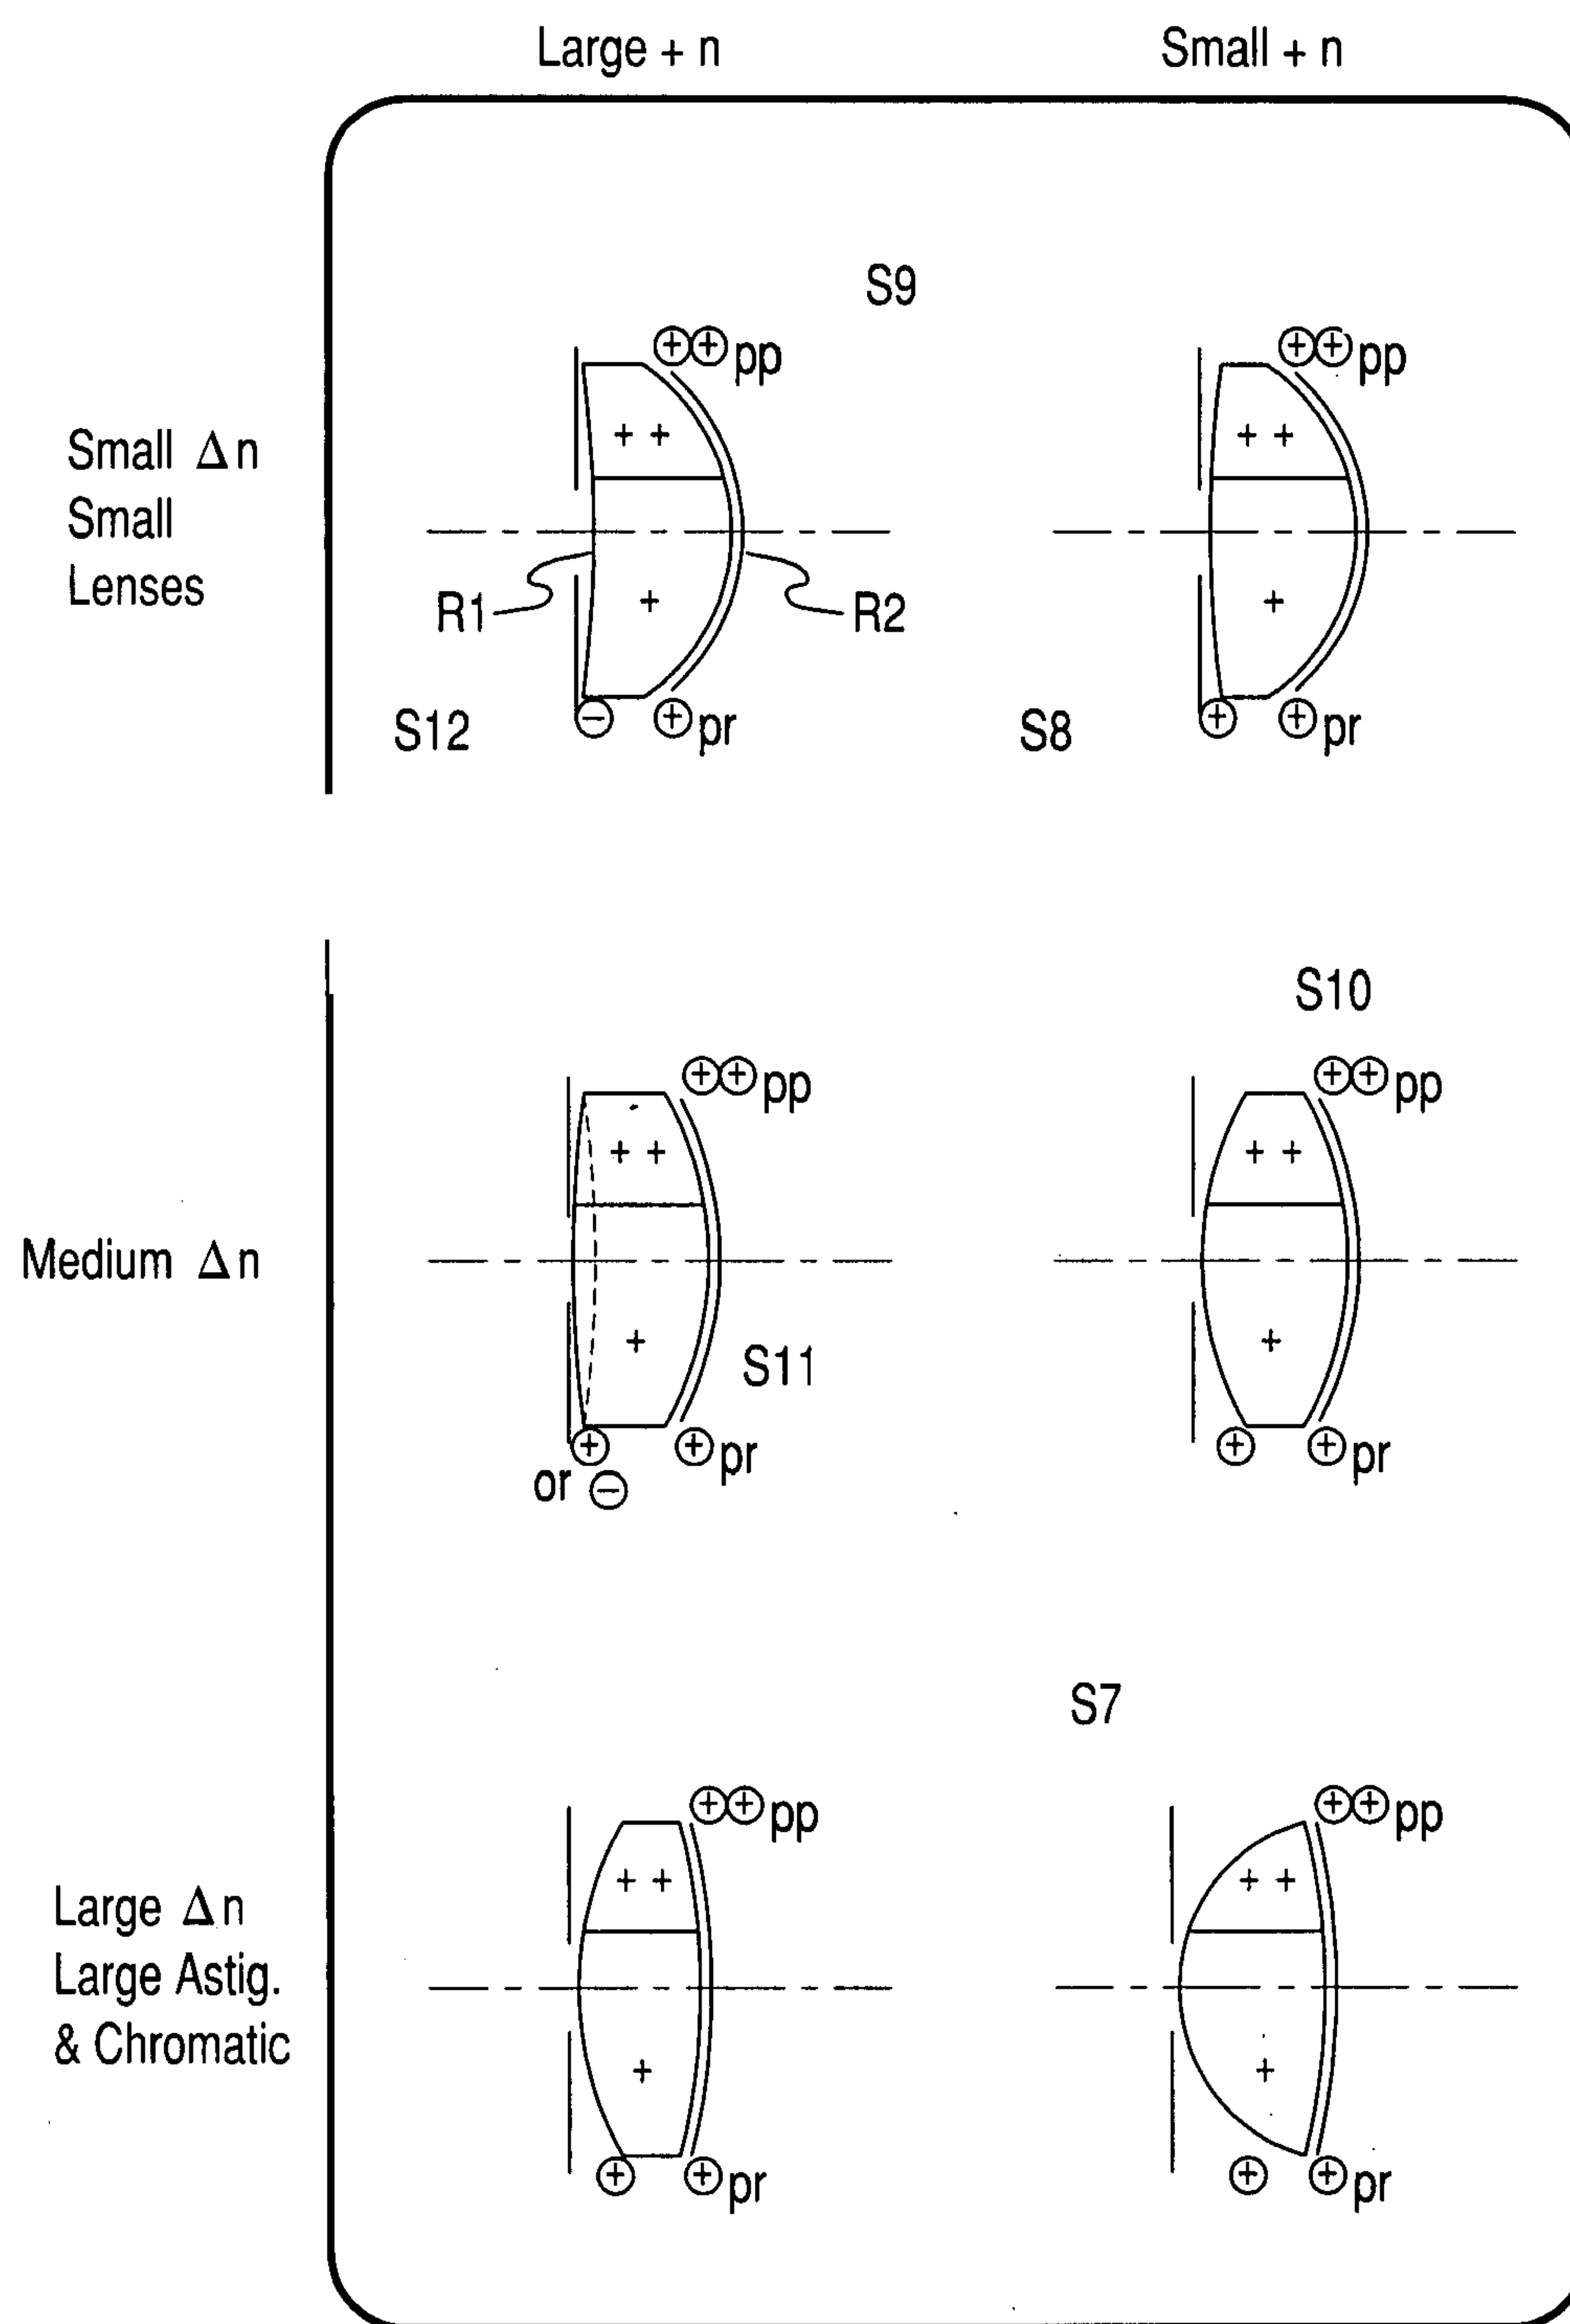 Large + n Small + n
S9
⊕⊕ pp ⊕⊕ pp
Small Δn
Small
Lenses
+ + + +
R1 + R2 +
S12 ⊖ ⊕ pr S8 ⊕ ⊕ pr
S10
⊕⊕ pp ⊕⊕ pp
+ + + +
Medium Δn
+ S11 +
⊕ ⊕ pr ⊕ ⊕ pr
or ⊖
S7
⊕⊕ pp ⊕⊕ pp
+ + + +
Large Δn
Large Astig.
& Chromatic
+ +
⊕ ⊕ pr ⊕ ⊕ pr